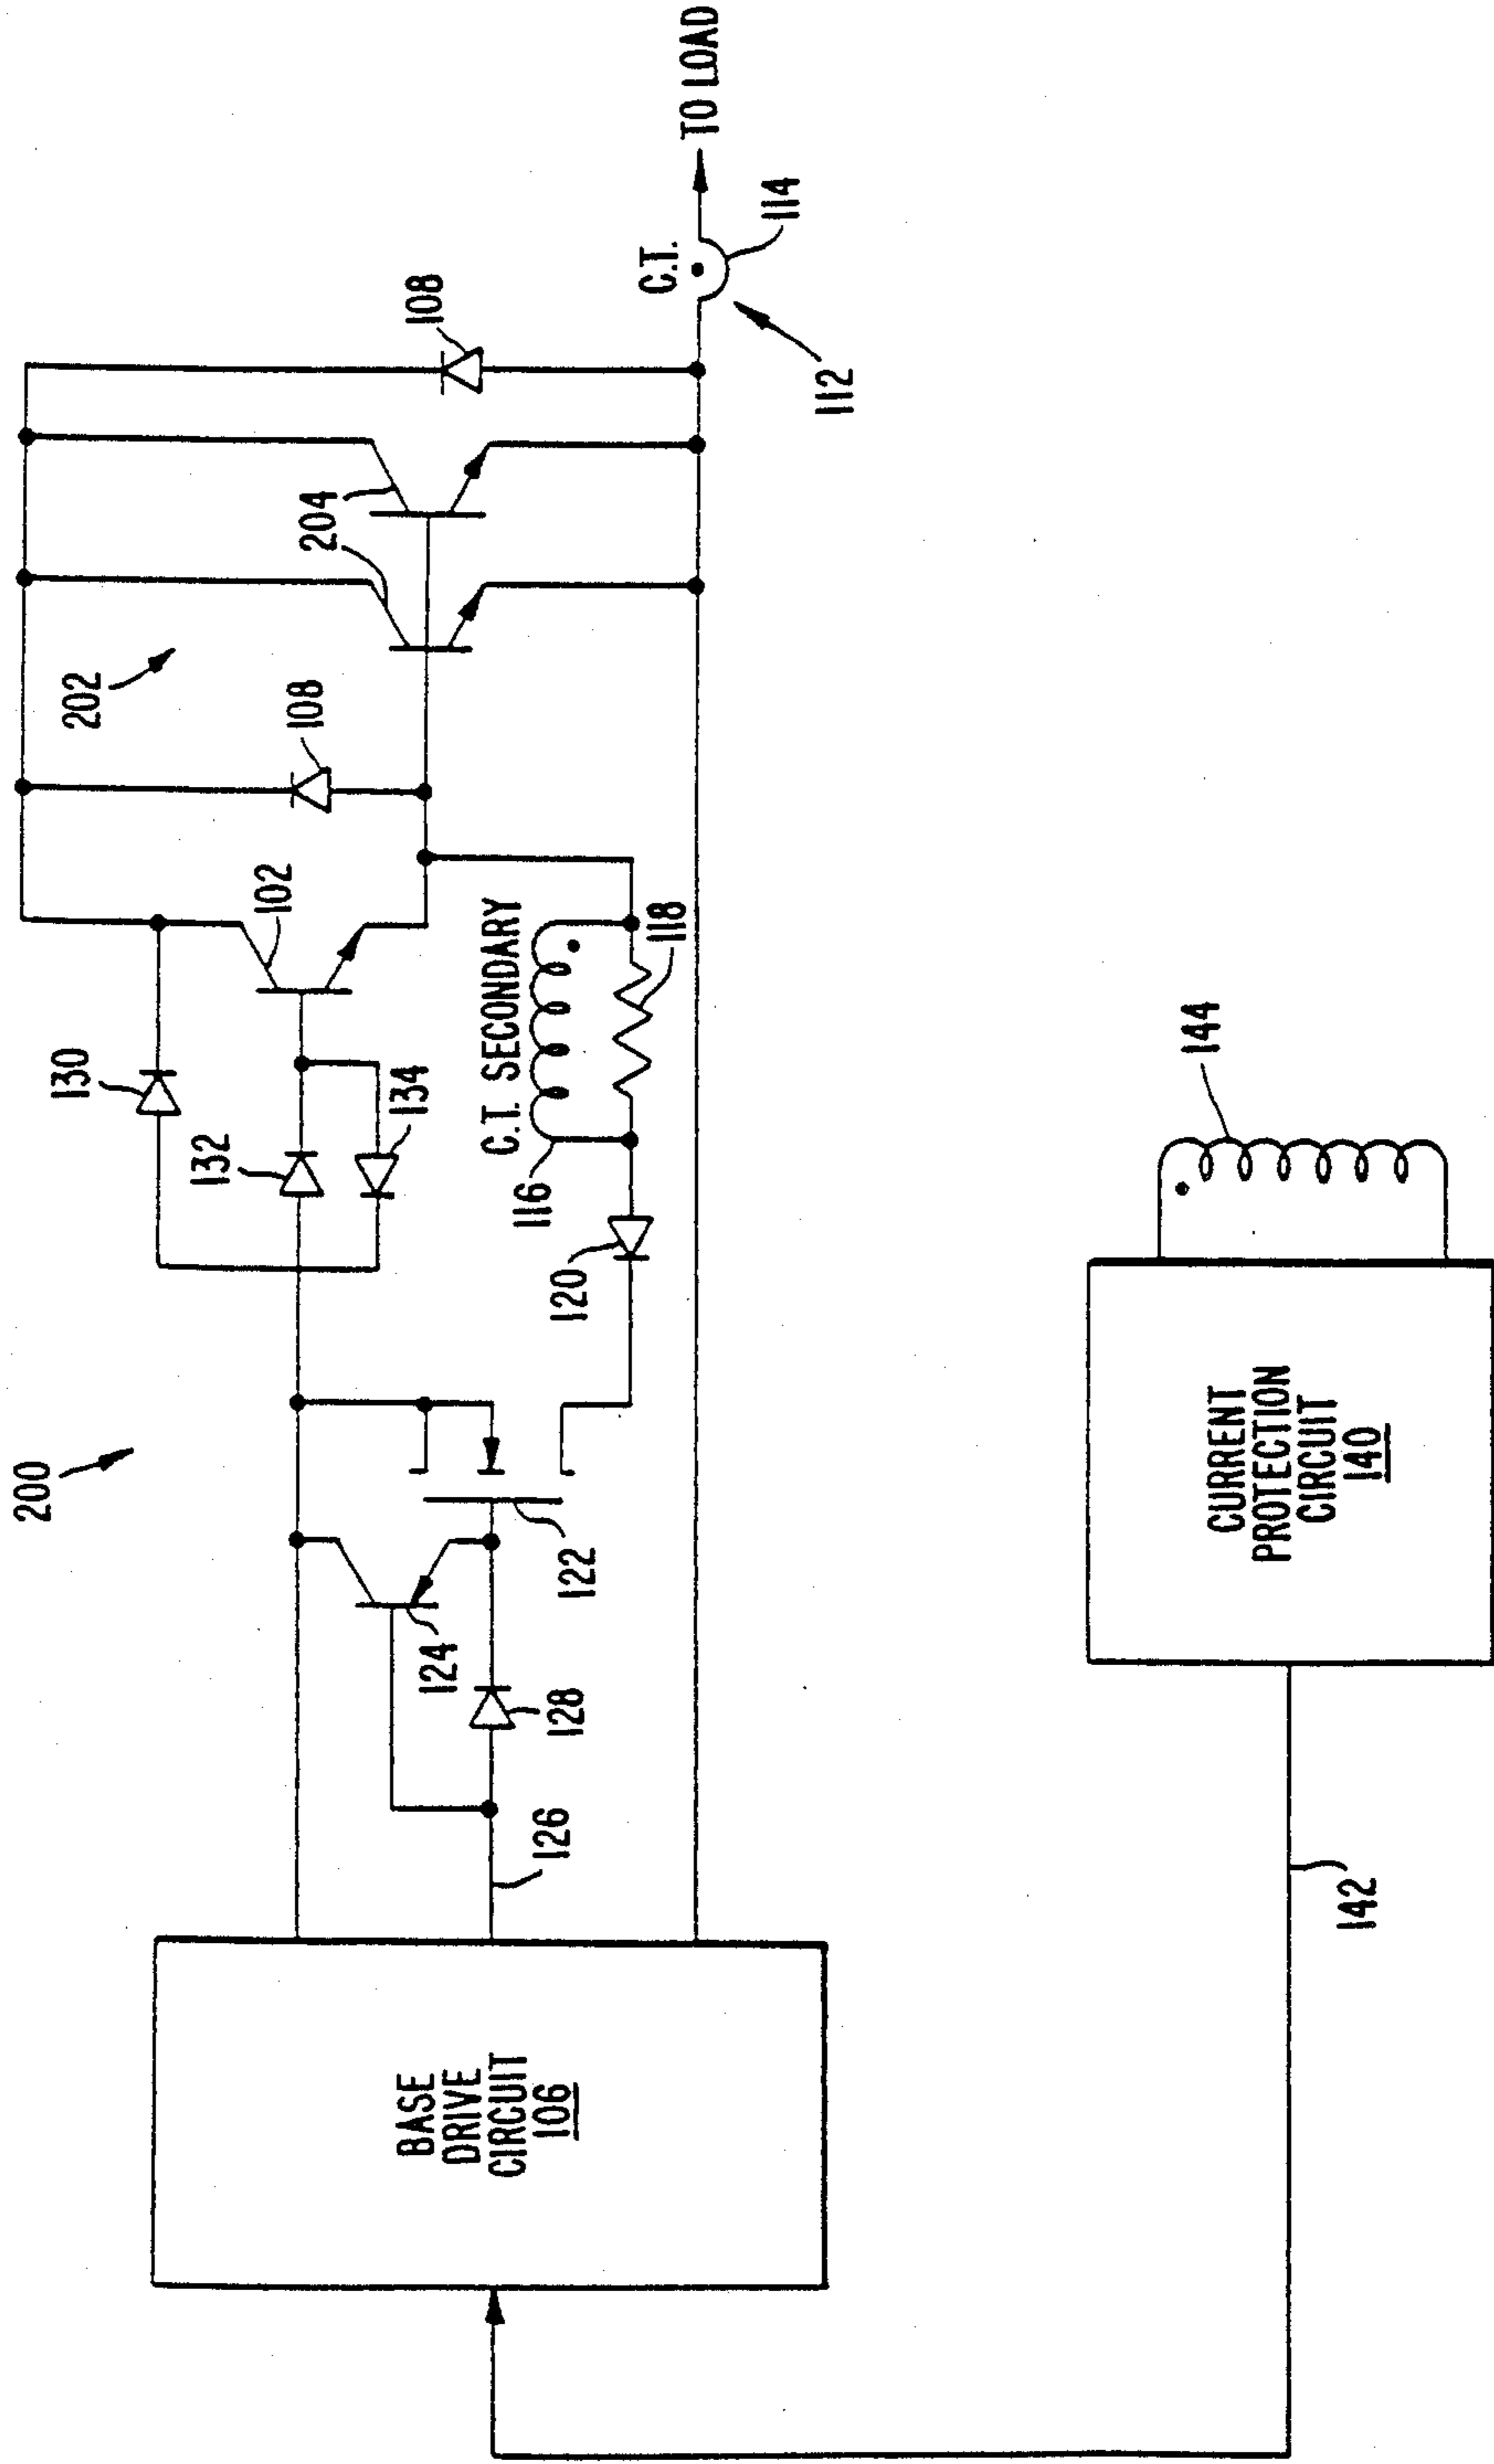 200
202
204
108
108
102
130
132
134
C.T. SECONDARY
116
118
120
122
124
126
128
C.T.
TO LOAD
114
112
BASE
DRIVE
CIRCUIT
106
CURRENT
PROTECTION
CIRCUIT
140
142
144